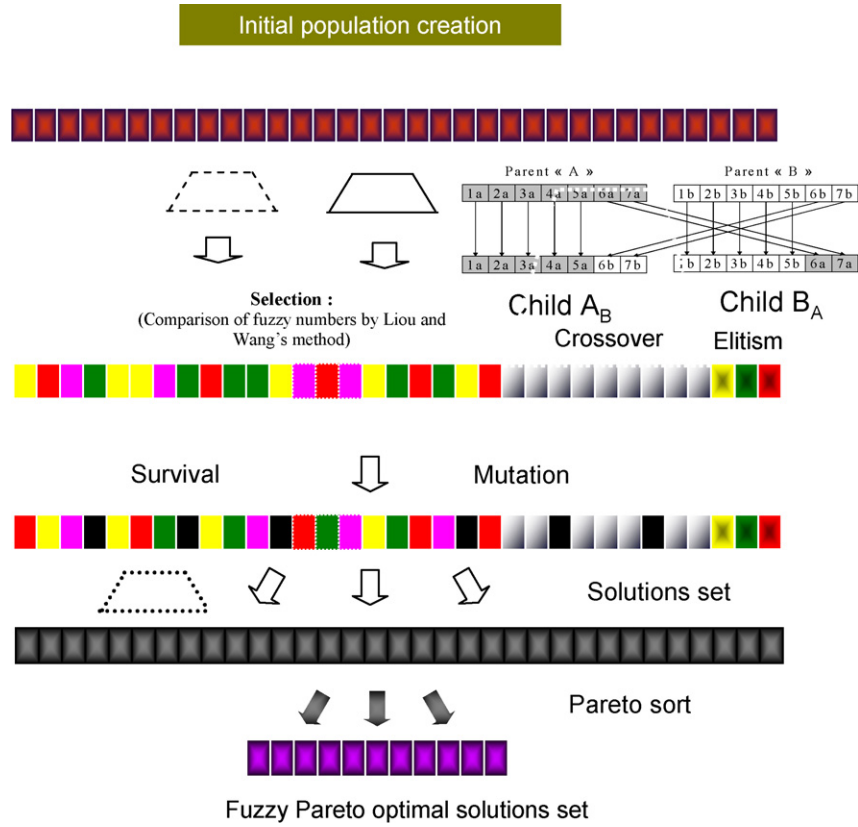 Initial population creation
Parent « A »
Parent « B »
1a 2a 3a 4a 5a 6a 7a
1b 2b 3b 4b 5b 6b 7b
1a 2a 3a 4a 5a 6b 7b
1b 2b 3b 4b 5b 6a 7a
Selection :
(Comparison of fuzzy numbers by Liou and
Wang's method)
Child A_B
Child B_A
Crossover
Elitism
Survival
Mutation
Solutions set
Pareto sort
Fuzzy Pareto optimal solutions set